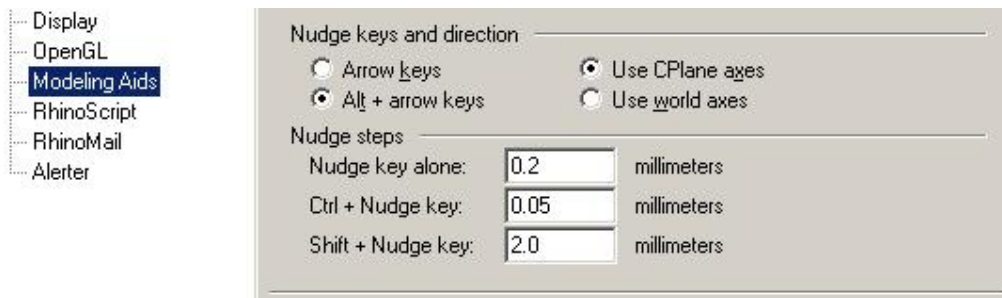 Display
OpenGL
Modeling Aids
RhinoScript
RhinoMail
Alerter
Nudge keys and direction
Arrow keys
Use CPlane axes
Alt + arrow keys
Use world axes
Nudge steps
Nudge key alone: 0.2 millimeters
Ctrl + Nudge key: 0.05 millimeters
Shift + Nudge key: 2.0 millimeters